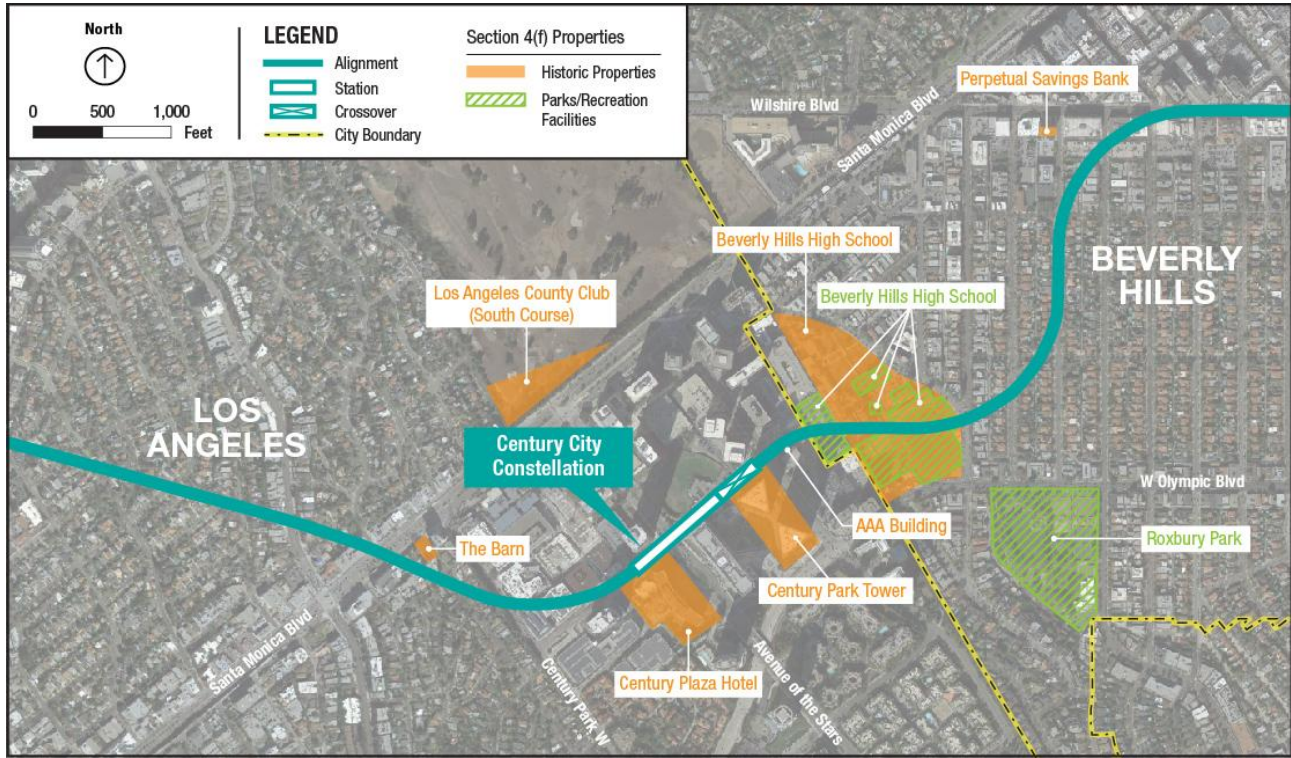 North
0 500 1,000
Feet
LEGEND
Alignment
Station
Crossover
City Boundary
Section 4(f) Properties
Historic Properties
Parks/Recreation
Facilities
Perpetual Savings Bank
Wilshire Blvd
Santa Monica Blvd
Beverly Hills High School
BEVERLY
HILLS
Los Angeles County Club
(South Course)
Beverly Hills High School
LOS
ANGELES
Century City
Constellation
W Olympic Blvd
AAA Building
Roxbury Park
The Barn
Century Park Tower
Santa Monica Blvd
Century Park W
Century Plaza Hotel
Avenue of the Stars